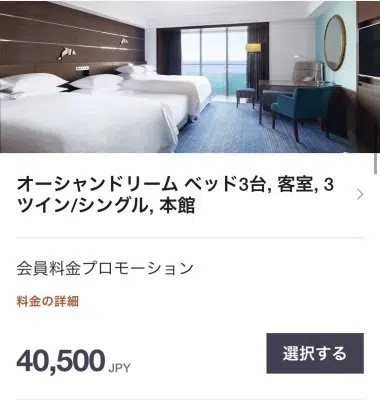 オーシャンドリーム ベッド3台, 客室, 3
ツイン/シングル, 本館
会員料金プロモーション
料金の詳細
40,500 JPY
選択する